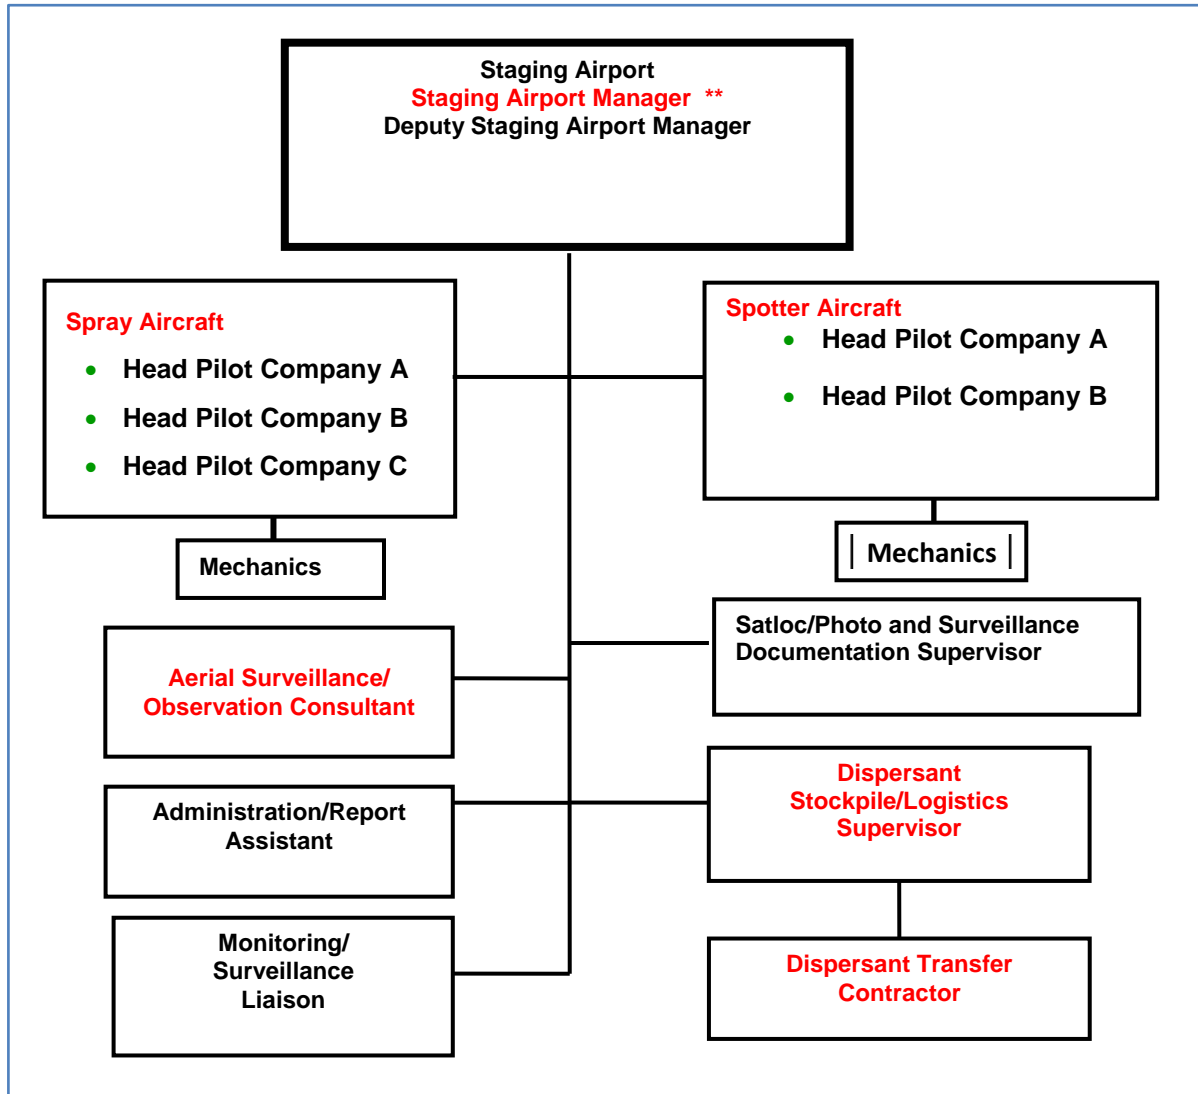 Staging Airport
Staging Airport Manager **
Deputy Staging Airport Manager
Spray Aircraft
• Head Pilot Company A
• Head Pilot Company B
• Head Pilot Company C
Spotter Aircraft
• Head Pilot Company A
• Head Pilot Company B
Mechanics
Mechanics
Satloc/Photo and Surveillance
Documentation Supervisor
Aerial Surveillance/
Observation Consultant
Dispersant
Stockpile/Logistics
Supervisor
Administration/Report
Assistant
Monitoring/
Surveillance
Liaison
Dispersant Transfer
Contractor